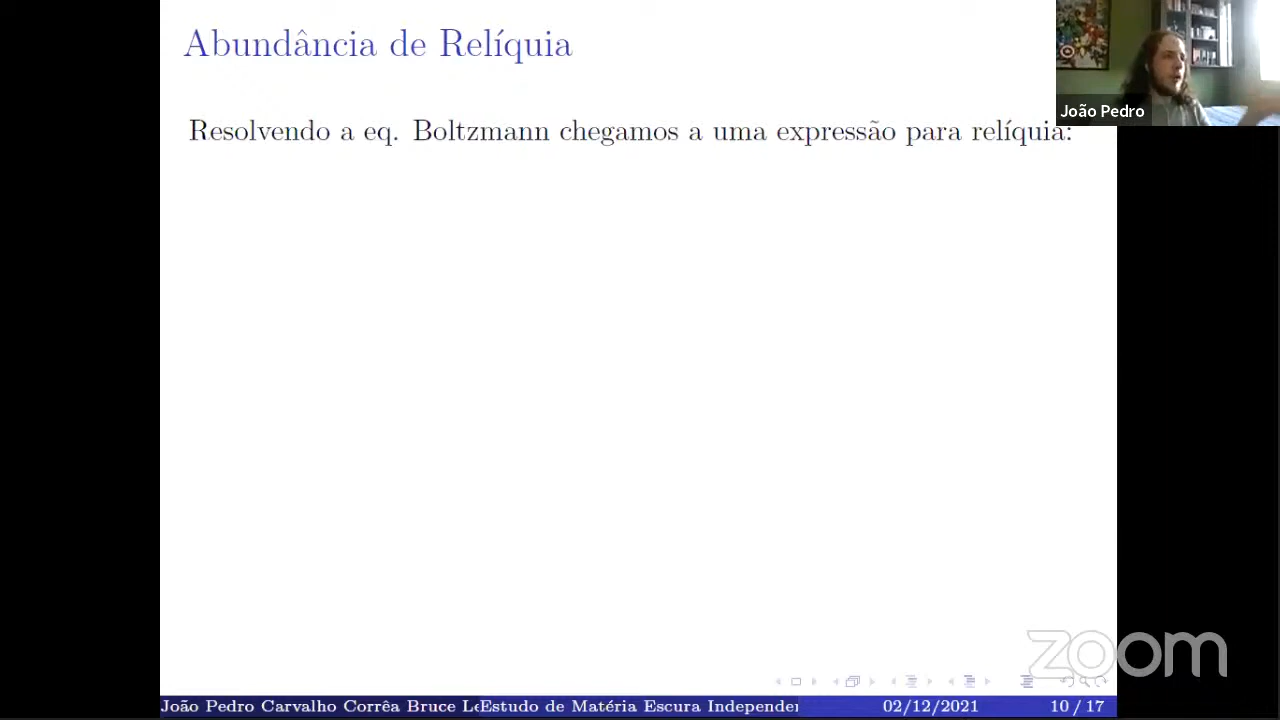 Abundância de Relíquia
João Pedro
Resolvendo a eq. Boltzmann chegamos a uma expressão para relíquia:
zoom
João Pedro Carvalho Corrêa Bruce Le
Estudo de Matéria Escura Independe
02/12/2021
10 / 17